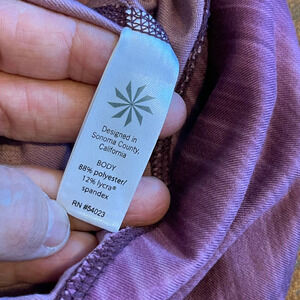 Designed in
Sonoma County,
California
BODY
88% polyester/
12% lycra®
spandex
RN #54023